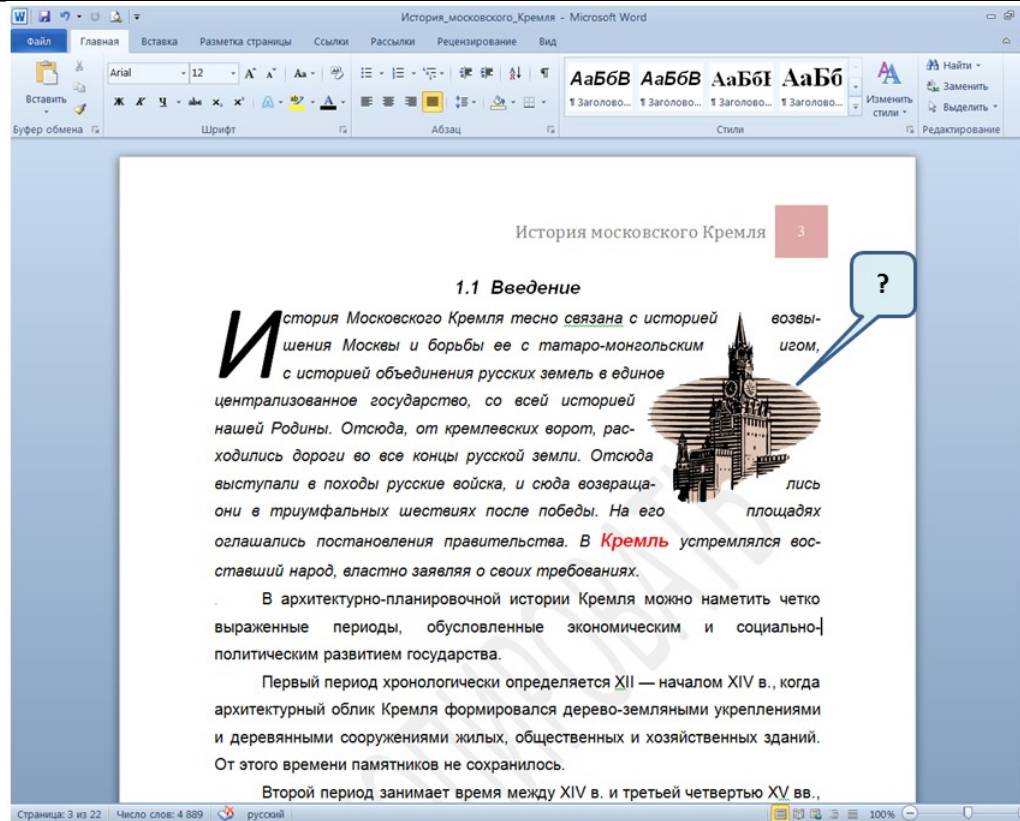 История_московского_Кремля - Microsoft Word
Файл Главная Вставка Разметка страницы Ссылки Рассылки Рецензирование Вид
Вставить
Arial 12
Ж К Ч abc x, x²
АаБбВ АаБбВ АаБбІ АаБб
¶ Заголово... ¶ Заголово... ¶ Заголово... ¶ Заголово...
Изменить стили
Найти
Заменить
Выделить
Буфер обмена Шрифт Абзац Стили Редактирование
История московского Кремля 3
?
1.1 Введение
История Московского Кремля тесно связана с историей возвы-
шения Москвы и борьбы ее с татаро-монгольским игом,
с историей объединения русских земель в единое
централизованное государство, со всей историей
нашей Родины. Отсюда, от кремлевских ворот, рас-
ходились дороги во все концы русской земли. Отсюда
выступали в походы русские войска, и сюда возвраща- лись
они в триумфальных шествиях после победы. На его площадях
оглашались постановления правительства. В Кремль устремлялся вос-
ставший народ, властно заявляя о своих требованиях.
В архитектурно-планировочной истории Кремля можно наметить четко
выраженные периоды, обусловленные экономическим и социально-
политическим развитием государства.
Первый период хронологически определяется XII — началом XIV в., когда
архитектурный облик Кремля формировался дерево-земляными укреплениями
и деревянными сооружениями жилых, общественных и хозяйственных зданий.
От этого времени памятников не сохранилось.
Второй период занимает время между XIV в. и третьей четвертью XV вв.,
Страница: 3 из 22 Число слов: 4 889 русский 100%